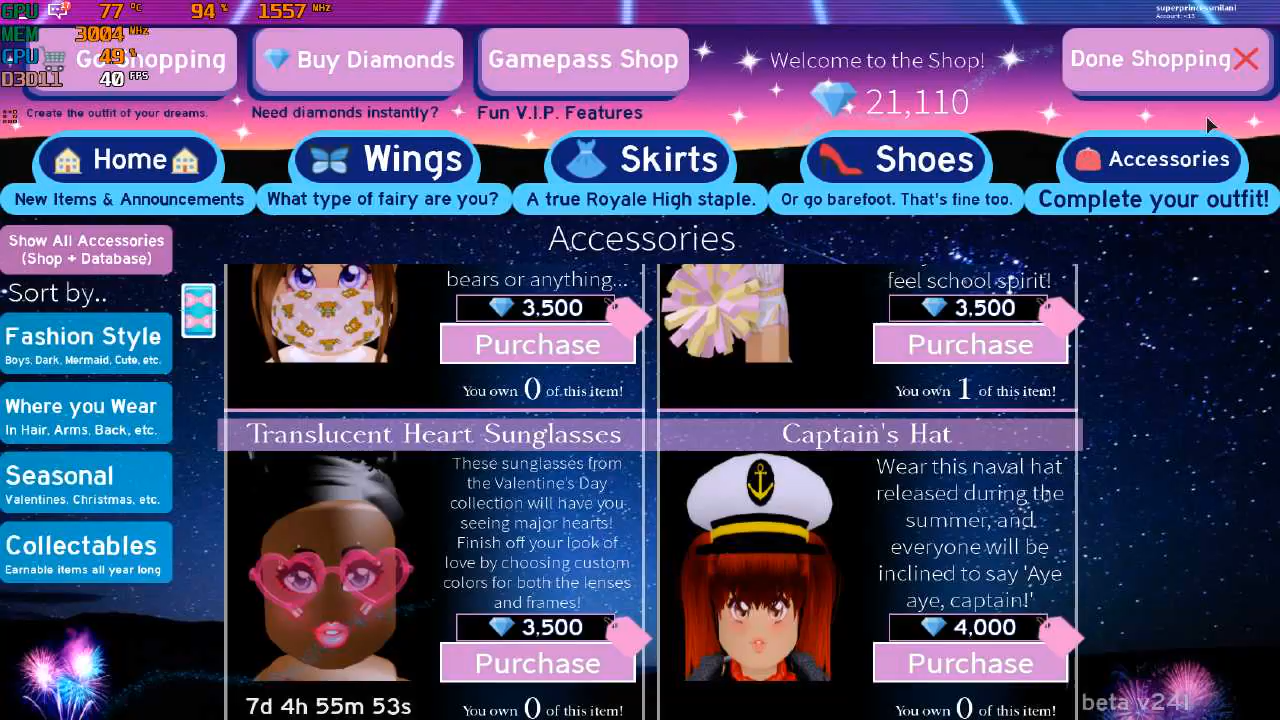 GPU 77 °C 94 % 1557 MHz
MEM 3004 MHz
CPU 49 %
D3D11 40 FPS
superprincessmilani
Account: <13
Go Shopping
Buy Diamonds
Gamepass Shop
Welcome to the Shop!
21,110
Done Shopping
Create the outfit of your dreams.
Need diamonds instantly?
Fun V.I.P. Features
Home
Wings
Skirts
Shoes
Accessories
New Items & Announcements
What type of fairy are you?
A true Royale High staple.
Or go barefoot. That's fine too.
Complete your outfit!
Show All Accessories
(Shop + Database)
Accessories
Sort by..
Fashion Style
Boys, Dark, Mermaid, Cute, etc.
Where you Wear
In Hair, Arms, Back, etc.
Seasonal
Valentines, Christmas, etc.
Collectables
Earnable items all year long
bears or anything...
3,500
Purchase
You own 0 of this item!
feel school spirit!
3,500
Purchase
You own 1 of this item!
Translucent Heart Sunglasses
These sunglasses from
the Valentine's Day
collection will have you
seeing major hearts!
Finish off your look of
love by choosing custom
colors for both the lenses
and frames!
3,500
Purchase
7d 4h 55m 53s
You own 0 of this item!
Captain's Hat
Wear this naval hat
released during the
summer, and
everyone will be
inclined to say 'Aye
aye, captain!'
4,000
Purchase
You own 0 of this item!
beta v241